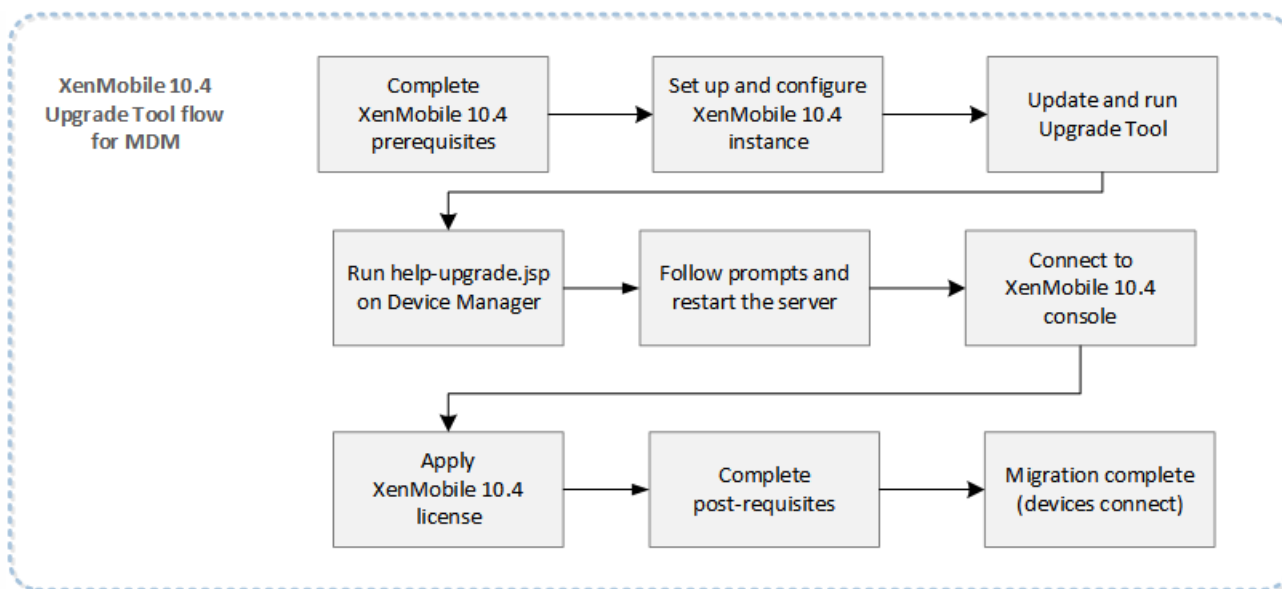 XenMobile 10.4
Upgrade Tool flow
for MDM
Complete
XenMobile 10.4
prerequisites
Set up and configure
XenMobile 10.4
instance
Update and run
Upgrade Tool
Run help-upgrade.jsp
on Device Manager
Follow prompts and
restart the server
Connect to
XenMobile 10.4
console
Apply
XenMobile 10.4
license
Complete
post-requisites
Migration complete
(devices connect)